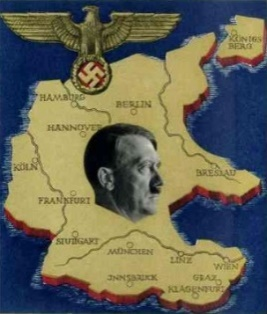 KÖNIGS
BERG
HAMBURG
BERLIN
HANNOVER
KÖLN
BRESLAU
FRANKFURT
STUTTGART
MÜNCHEN
LINZ
WIEN
INNSBRUCK
GRAZ
KLAGENFURT